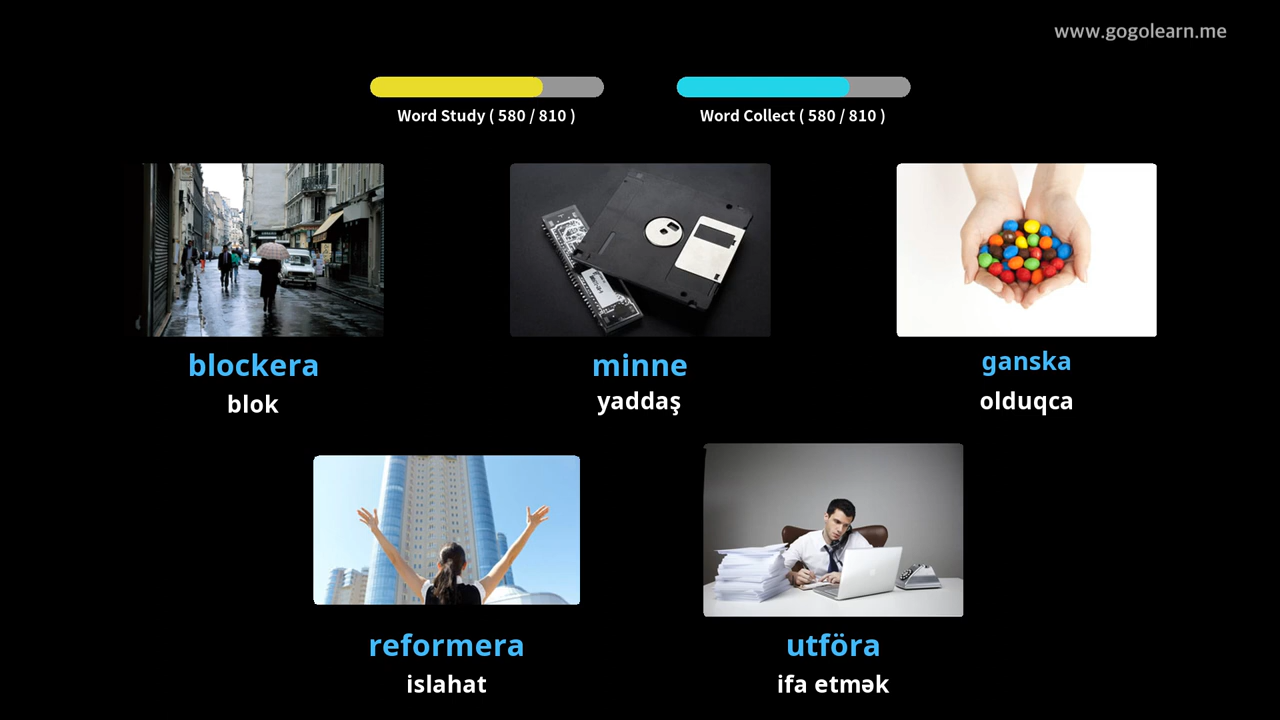 www.gogolearn.me
Word Study ( 580 / 810 )
Word Collect ( 580 / 810 )
blockera
blok
minne
yaddaş
ganska
olduqca
reformera
islahat
utföra
ifa etmək